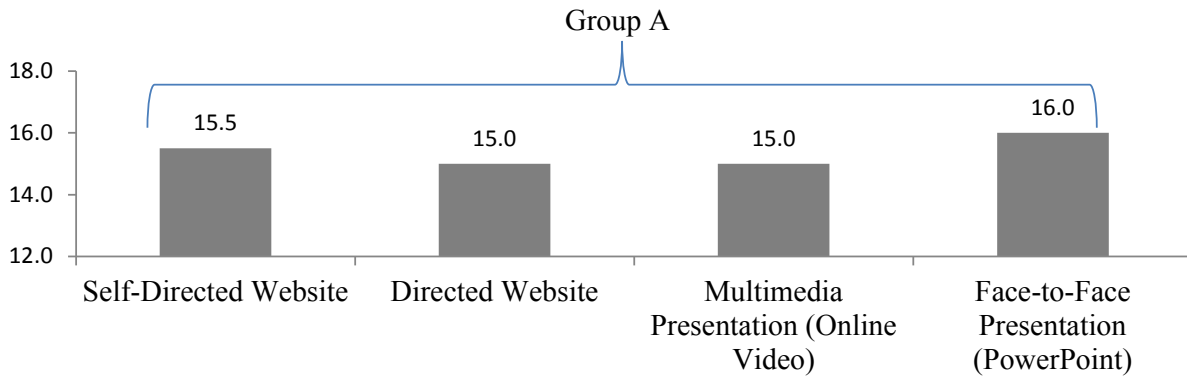 Group A
18.0
16.0
14.0
12.0
15.5
15.0
15.0
16.0
Self-Directed Website
Directed Website
Multimedia
Presentation (Online
Video)
Face-to-Face
Presentation
(PowerPoint)